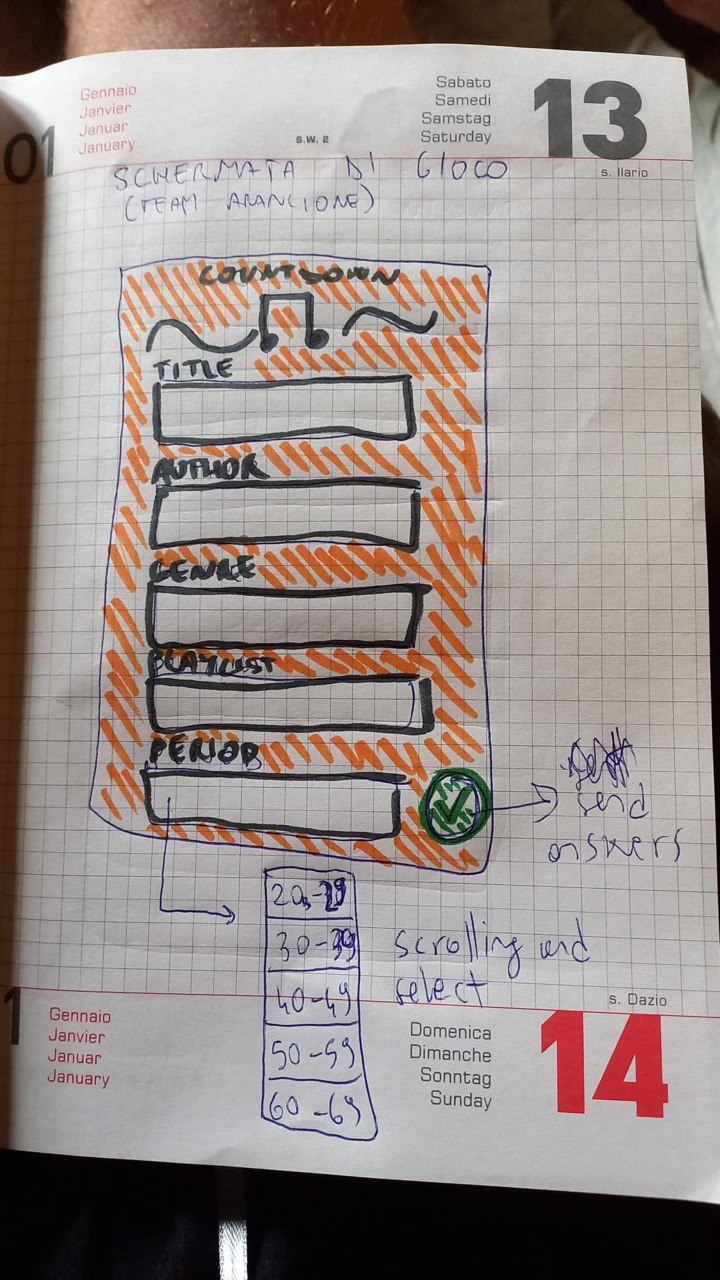 01
Gennaio
Janvier
Januar
January
S.W. 2
Sabato
Samedi
Samstag
Saturday
13
s. Ilario
SCHERMATA DI GIOCO
(TEAM ARANCIONE)
COUNTDOWN
TITLE
AUTHOR
GENRE
PLAYLIST
PERIOD
send
answers
20-29
30-39
40-49
50-59
60-69
scrolling and
select
1
Gennaio
Janvier
Januar
January
s. Dazio
Domenica
Dimanche
Sonntag
Sunday
14